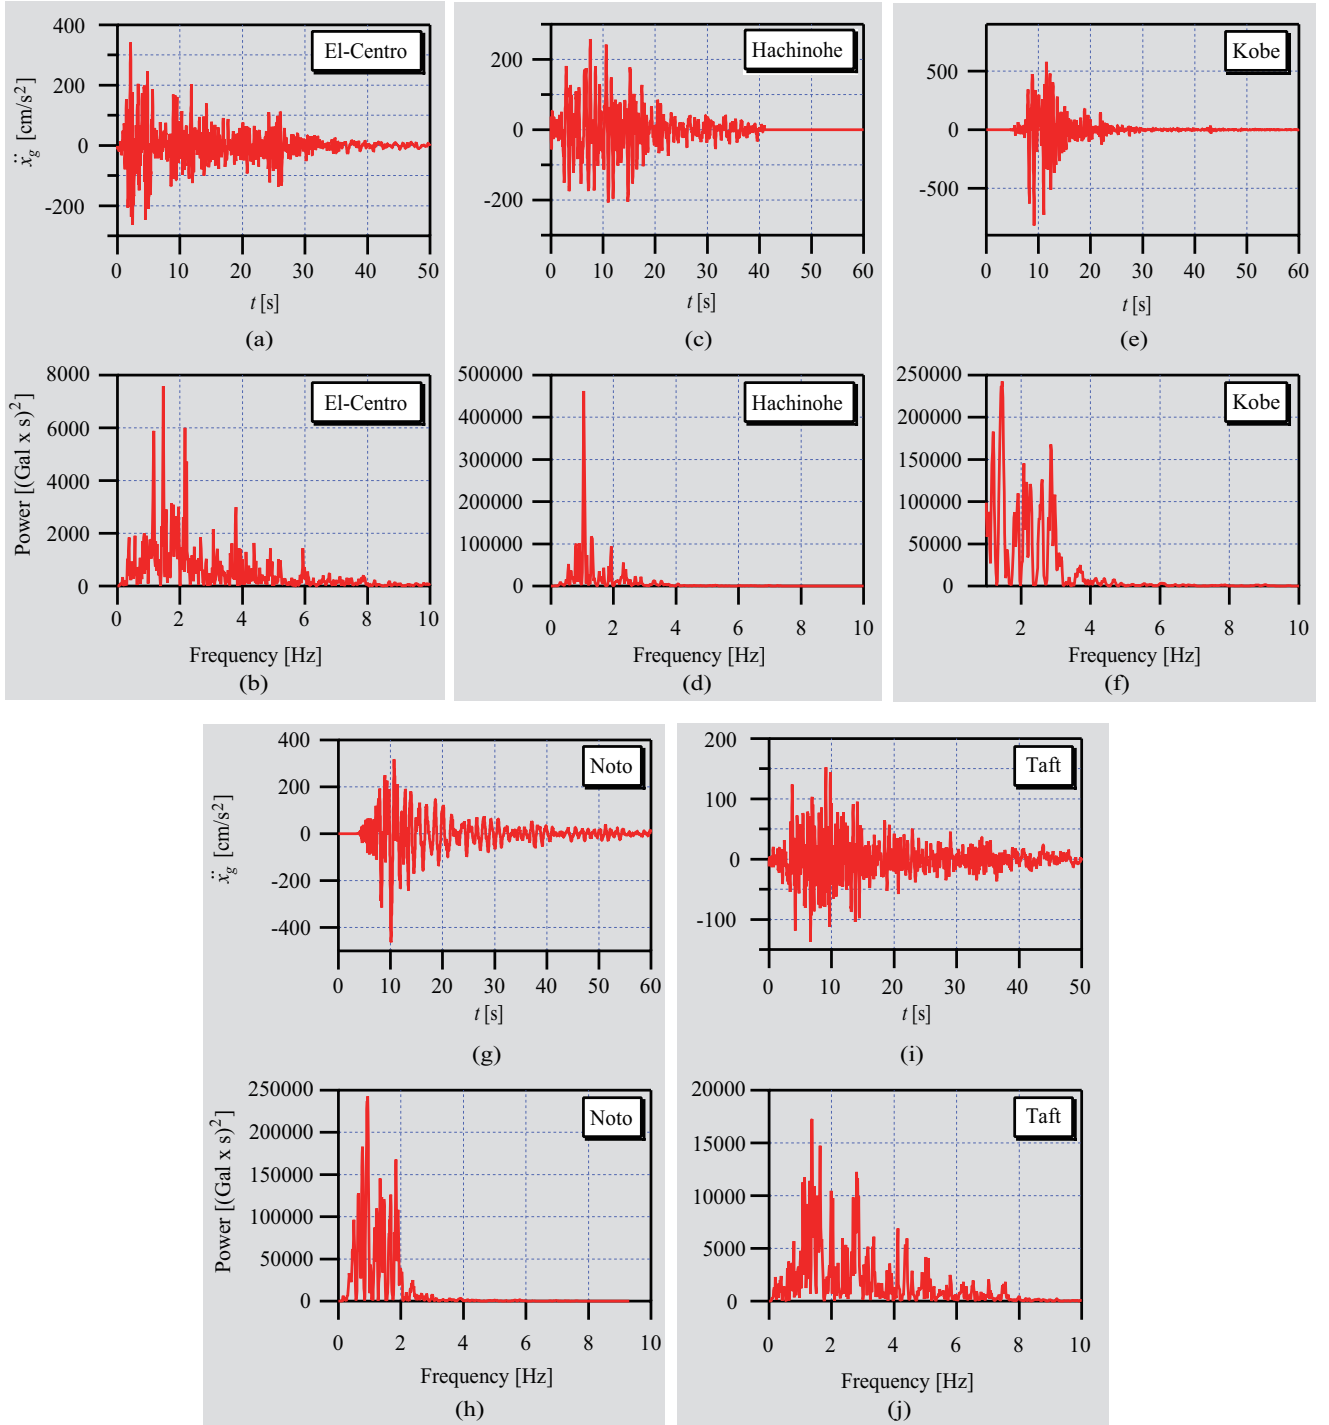 400
200
0
-200
ẍg [cm/s²]
El-Centro
0 10 20 30 40 50
t [s]
(a)
200
0
-200
Hachinohe
0 10 20 30 40 50 60
t [s]
(c)
500
0
-500
Kobe
0 10 20 30 40 50 60
t [s]
(e)
8000
6000
4000
2000
0
Power [(Gal x s)²]
El-Centro
0 2 4 6 8 10
Frequency [Hz]
(b)
500000
400000
300000
200000
100000
0
Hachinohe
0 2 4 6 8 10
Frequency [Hz]
(d)
250000
200000
150000
100000
50000
0
Kobe
2 4 6 8 10
Frequency [Hz]
(f)
400
200
0
-200
-400
ẍg [cm/s²]
Noto
0 10 20 30 40 50 60
t [s]
(g)
200
100
0
-100
Taft
0 10 20 30 40 50
t [s]
(i)
250000
200000
150000
100000
50000
0
Power [(Gal x s)²]
Noto
0 2 4 6 8 10
Frequency [Hz]
(h)
20000
15000
10000
5000
0
Taft
0 2 4 6 8 10
Frequency [Hz]
(j)